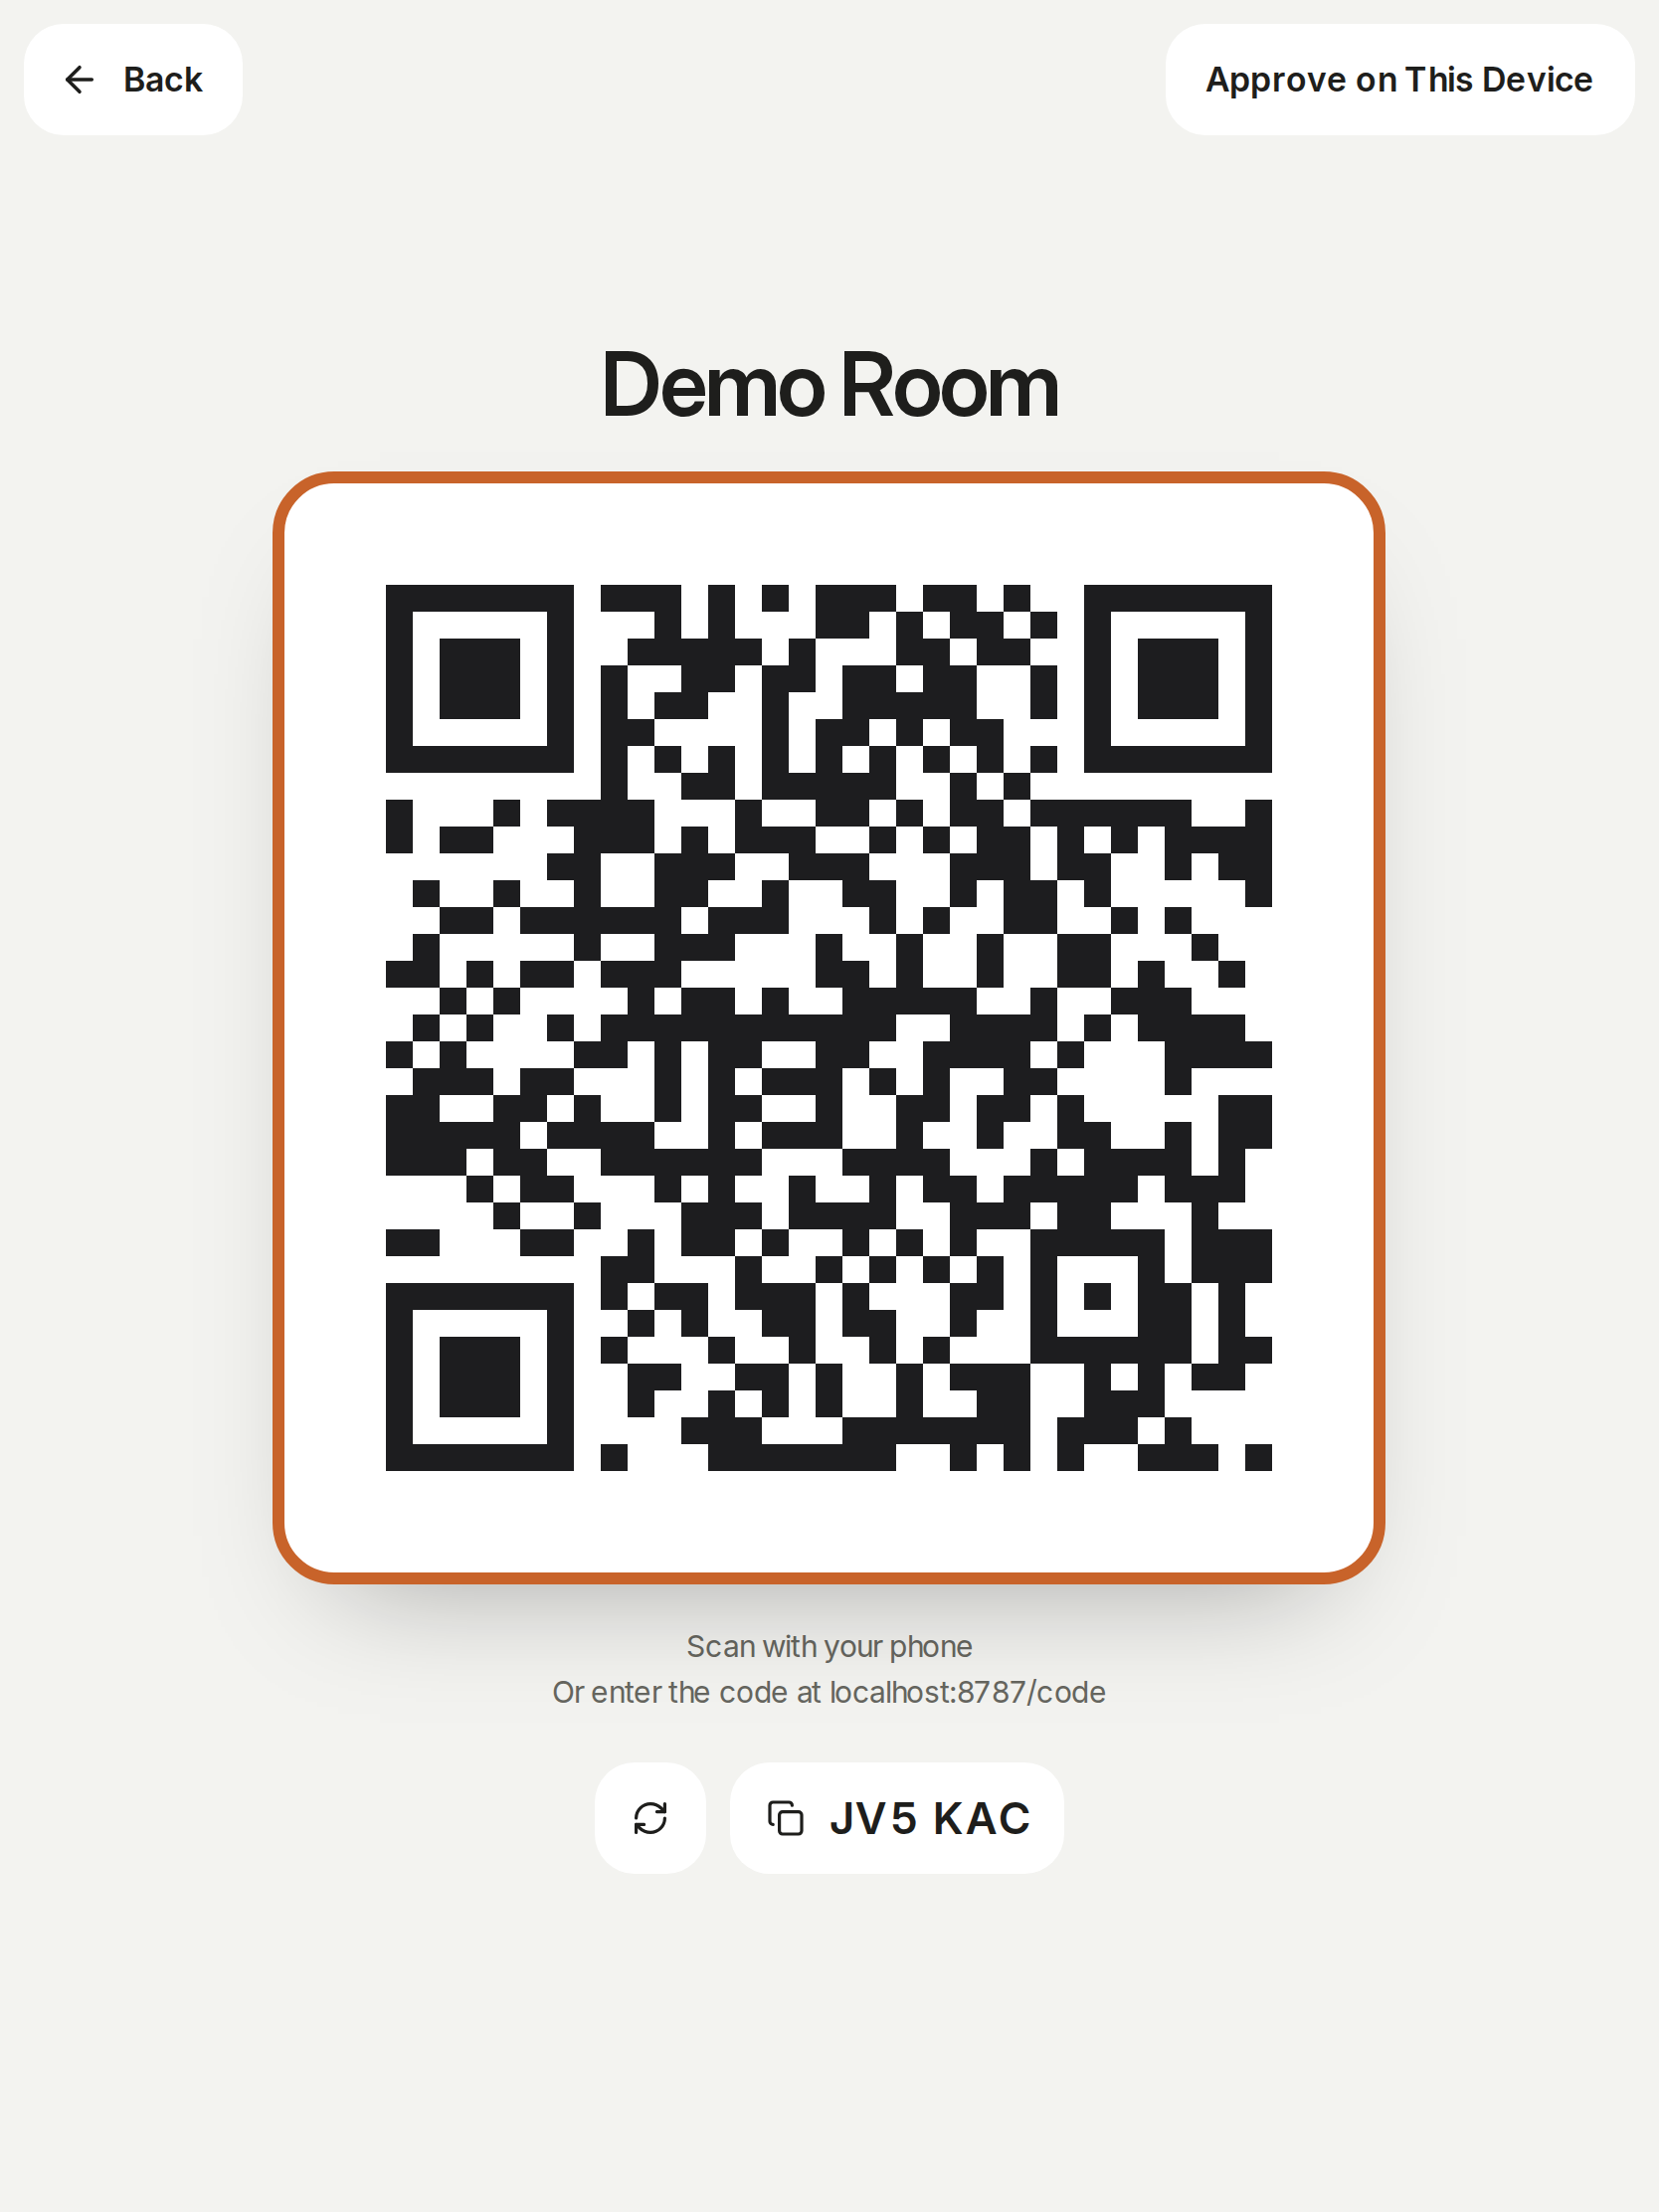 Back
Approve on This Device
Demo Room
Scan with your phone
Or enter the code at localhost:8787/code
JV5 KAC